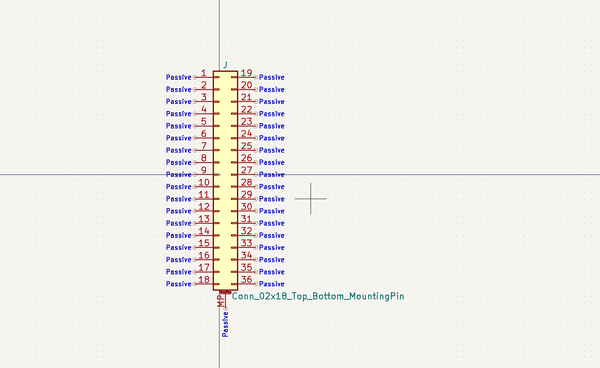 J
Passive 1 19 Passive
Passive 2 20 Passive
Passive 3 21 Passive
Passive 4 22 Passive
Passive 5 23 Passive
Passive 6 24 Passive
Passive 7 25 Passive
Passive 8 26 Passive
Passive 9 27 Passive
Passive 10 28 Passive
Passive 11 29 Passive
Passive 12 30 Passive
Passive 13 31 Passive
Passive 14 32 Passive
Passive 15 33 Passive
Passive 16 34 Passive
Passive 17 35 Passive
Passive 18 36 Passive
MP Conn_02x18_Top_Bottom_MountingPin
Passive